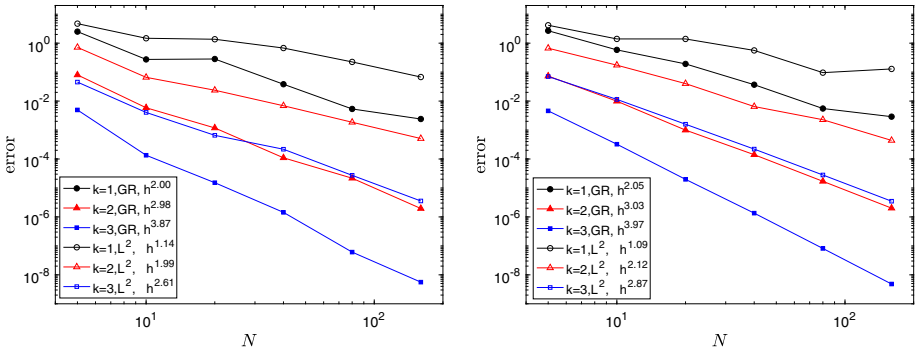 error
10^0
10^-2
10^-4
10^-6
10^-8
k=1,GR, h^2.00
k=2,GR, h^2.98
k=3,GR, h^3.87
k=1,L^2, h^1.14
k=2,L^2, h^1.99
k=3,L^2, h^2.61
10^1
10^2
N
error
10^0
10^-2
10^-4
10^-6
10^-8
k=1,GR, h^2.05
k=2,GR, h^3.03
k=3,GR, h^3.97
k=1,L^2, h^1.09
k=2,L^2, h^2.12
k=3,L^2, h^2.87
10^1
10^2
N